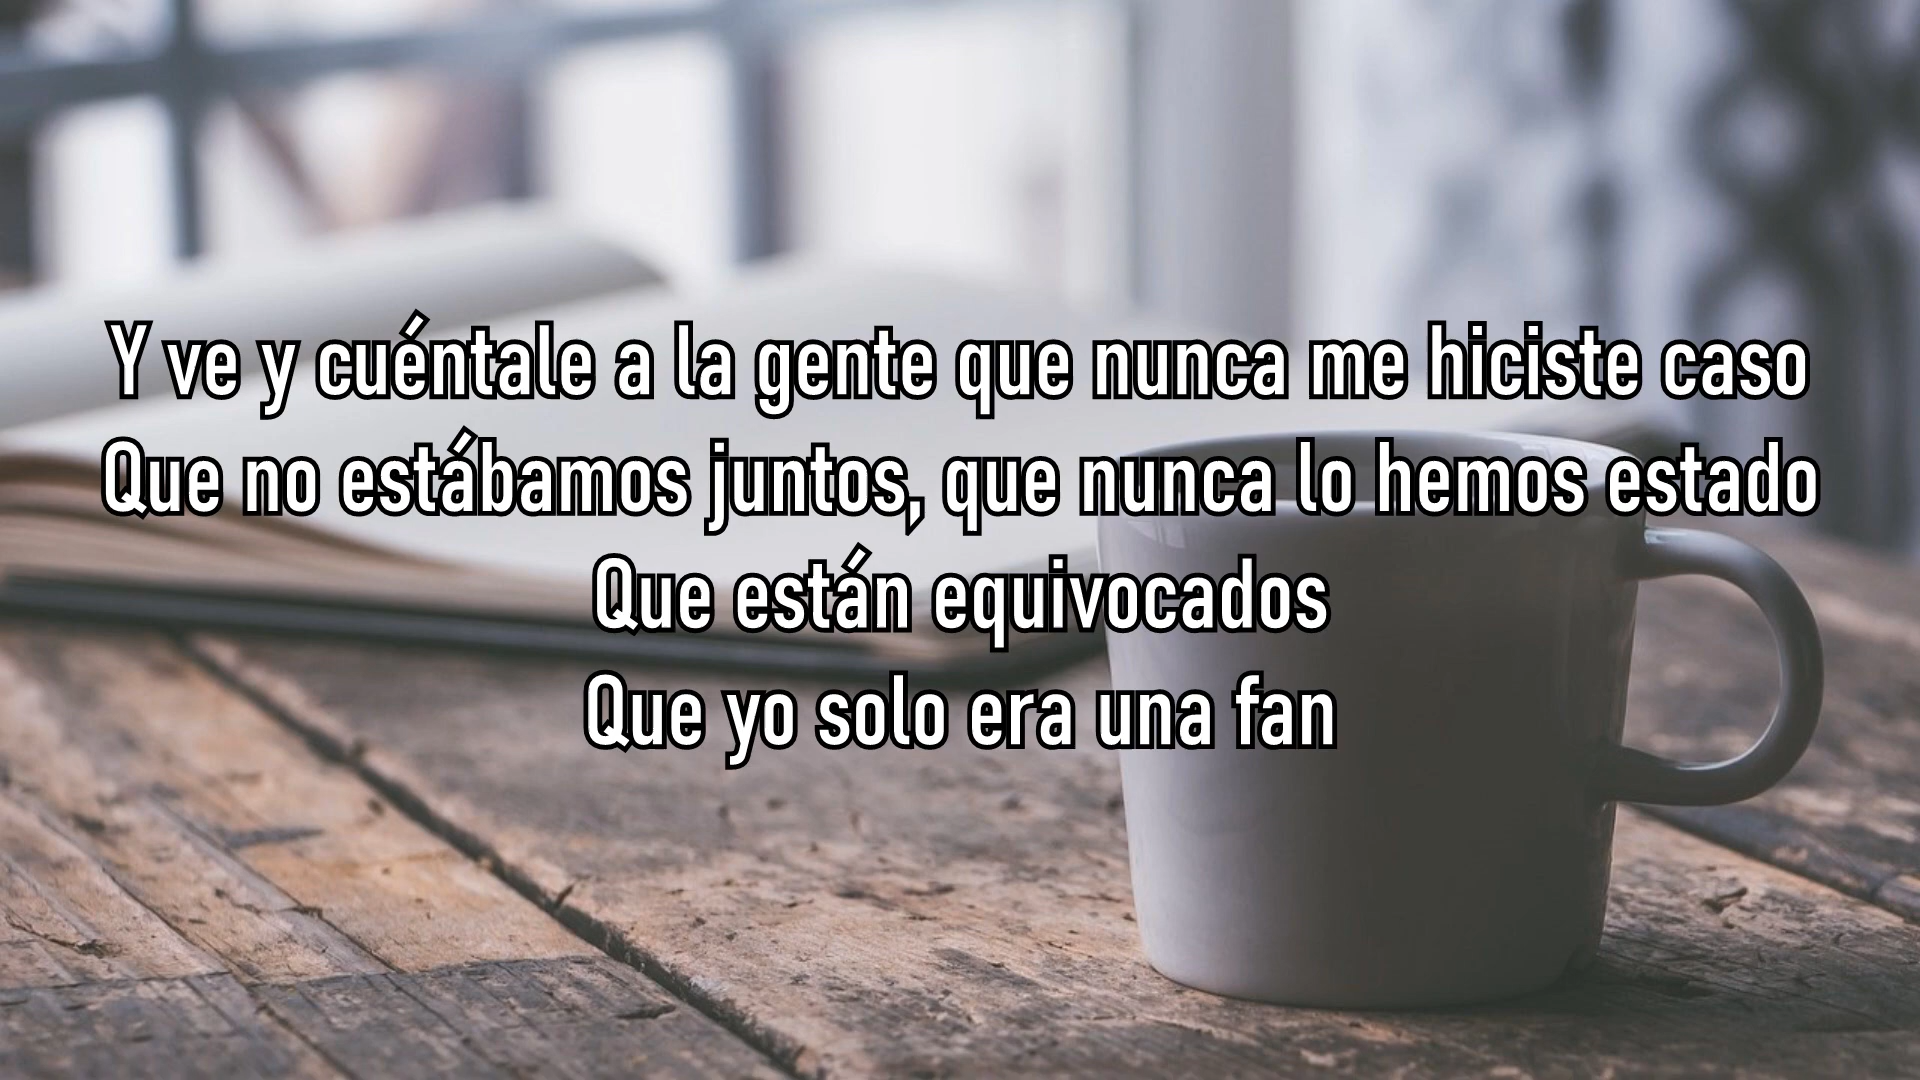 Y ve y cuéntale a la gente que nunca me hiciste caso
Que no estábamos juntos, que nunca lo hemos estado
Que están equivocados
Que yo solo era una fan